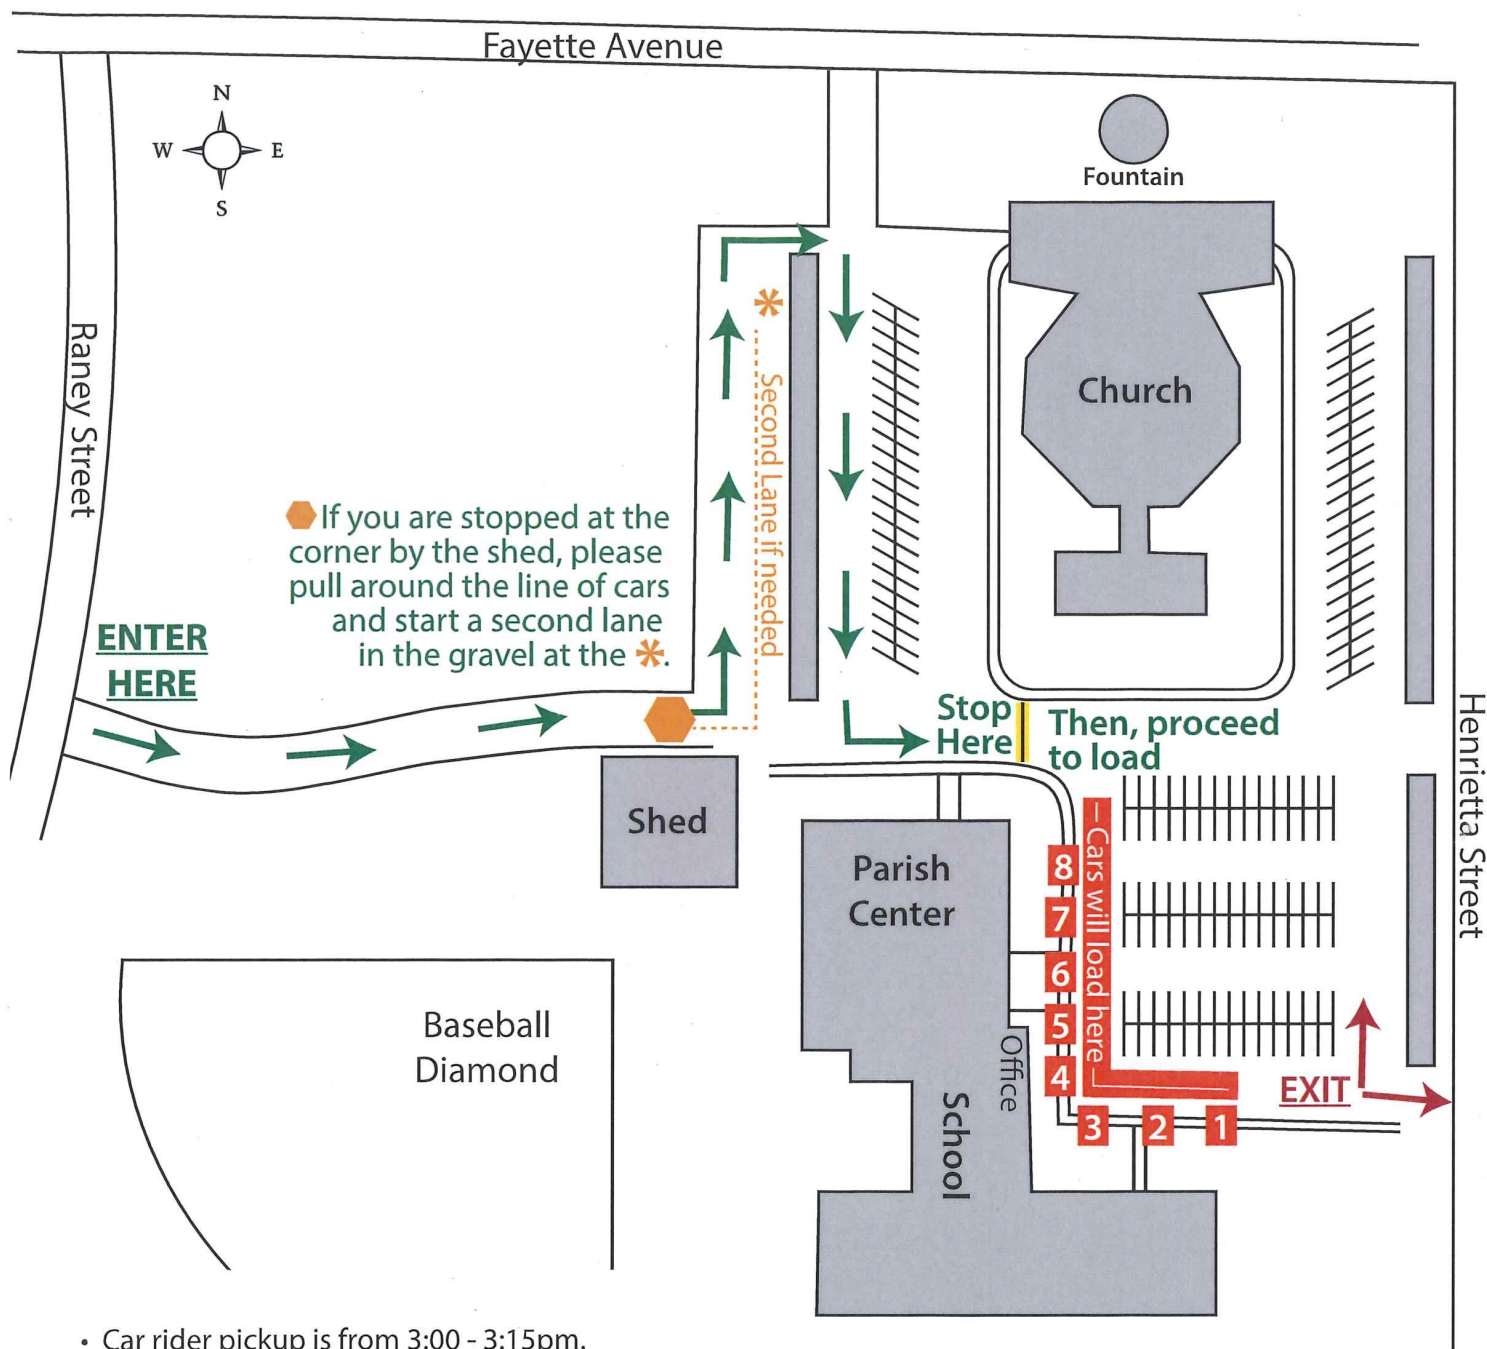 Fayette Avenue
N
W
E
S
Fountain
Church
Raney Street
Second Lane if needed
If you are stopped at the
corner by the shed, please
pull around the line of cars
and start a second lane
in the gravel at the *.
ENTER
HERE
Stop
Here
Then, proceed
to load
Henrietta Street
Shed
Parish
Center
Cars will load here
8
7
6
5
4
3
2
1
Office
School
EXIT
Baseball
Diamond
• Car rider pickup is from 3:00 - 3:15pm.